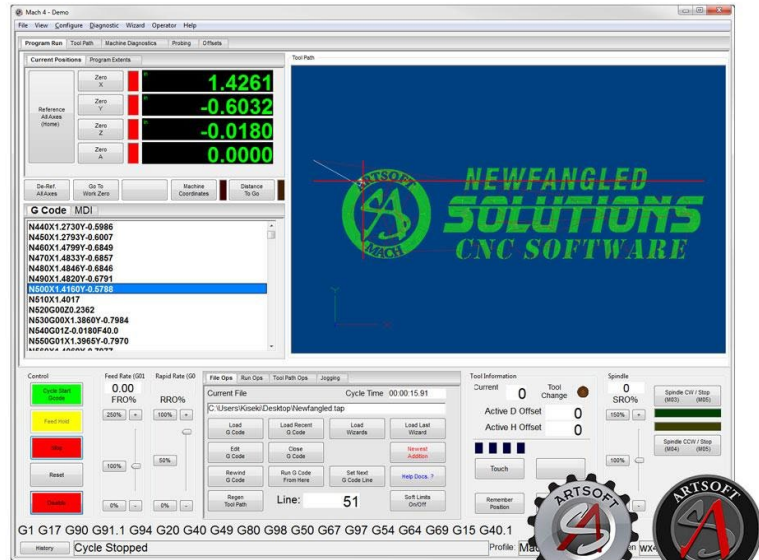 Mach 4 - Demo
File View Configure Diagnostic Wizard Operator Help
Program Run Tool Path Machine Diagnostics Probing Offsets
Current Positions Program Extents
Tool Path
Reference All Axes (Home)
Zero X 1.4261
Zero Y -0.6032
Zero Z -0.0180
Zero A 0.0000
De-Ref. All Axes
Go To Work Zero
Machine Coordinates
Distance To Go
G Code MDI
N440X1.2730Y-0.5986
N450X1.2793Y-0.6007
N460X1.4799Y-0.6849
N470X1.4833Y-0.6857
N480X1.4846Y-0.6846
N490X1.4820Y-0.6791
N500X1.4160Y-0.5788
N510X1.4017
N520G00Z0.2362
N530G00X1.3860Y-0.7984
N540G01Z-0.0180F40.0
N550G01X1.3965Y-0.7970
ARTSOFT
MACH
NEWFANGLED
SOLUTIONS
CNC SOFTWARE
Control
Cycle Start
Feed Hold
Reset
Feed Rate (G01
0.00
FRO%
250% +
100%
0% -
Rapid Rate (G0
RRO%
100% +
50%
0% -
File Ops Run Ops Tool Path Ops Jogging
Current File Cycle Time 00:00:15.91
C:\Users\Kiseki\Desktop\Newfangled.tap
Load G Code
Load Recent G Code
Load Wizards
Load Last Wizard
Edit G Code
Close G Code
Newest Addition
Rewind G Code
Run G Code From Here
Set Next G Code Line
Help Docs. ?
Regen Tool Path
Line: 51
Soft Limits On/Off
Tool Information
Current 0 Tool Change
Active D Offset 0
Active H Offset 0
Touch
Remember Position
Spindle
0
SRO%
150% +
100%
Spindle CW / Stop
(M03) (M05)
Spindle CCW / Stop
(M04) (M05)
ARTSOFT
ARTSOFT
G1 G17 G90 G91.1 G94 G20 G40 G49 G80 G98 G50 G67 G97 G54 G64 G69 G15 G40.1
History
Cycle Stopped
Profile: